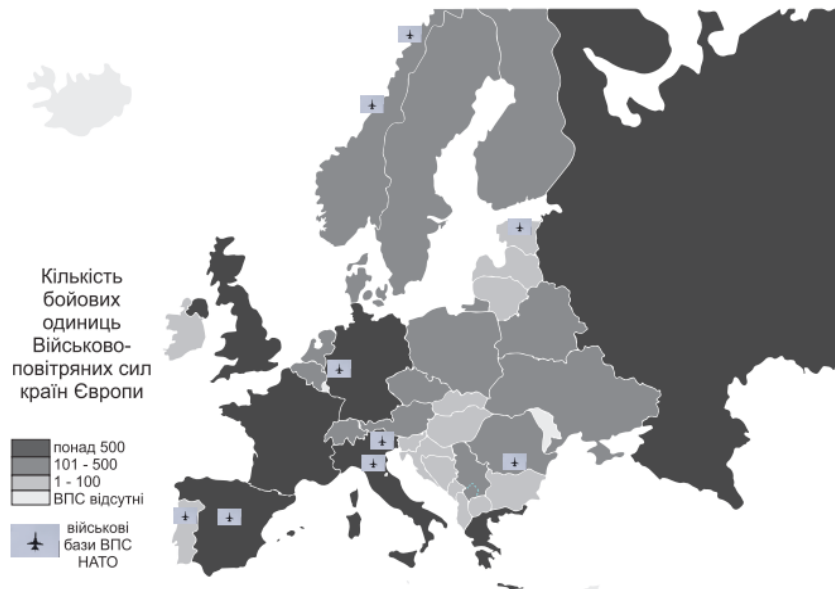 Кількість
бойових
одиниць
Військово-
повітряних сил
країн Європи
понад 500
101 - 500
1 - 100
ВПС відсутні
військові
бази ВПС
НАТО